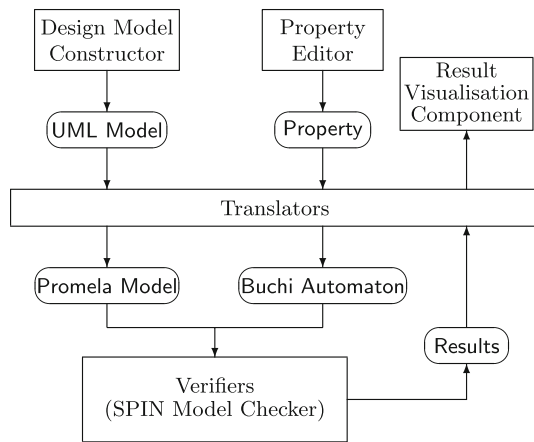 Design Model
Constructor
Property
Editor
Result
Visualisation
Component
UML Model
Property
Translators
Promela Model
Buchi Automaton
Results
Verifiers
(SPIN Model Checker)